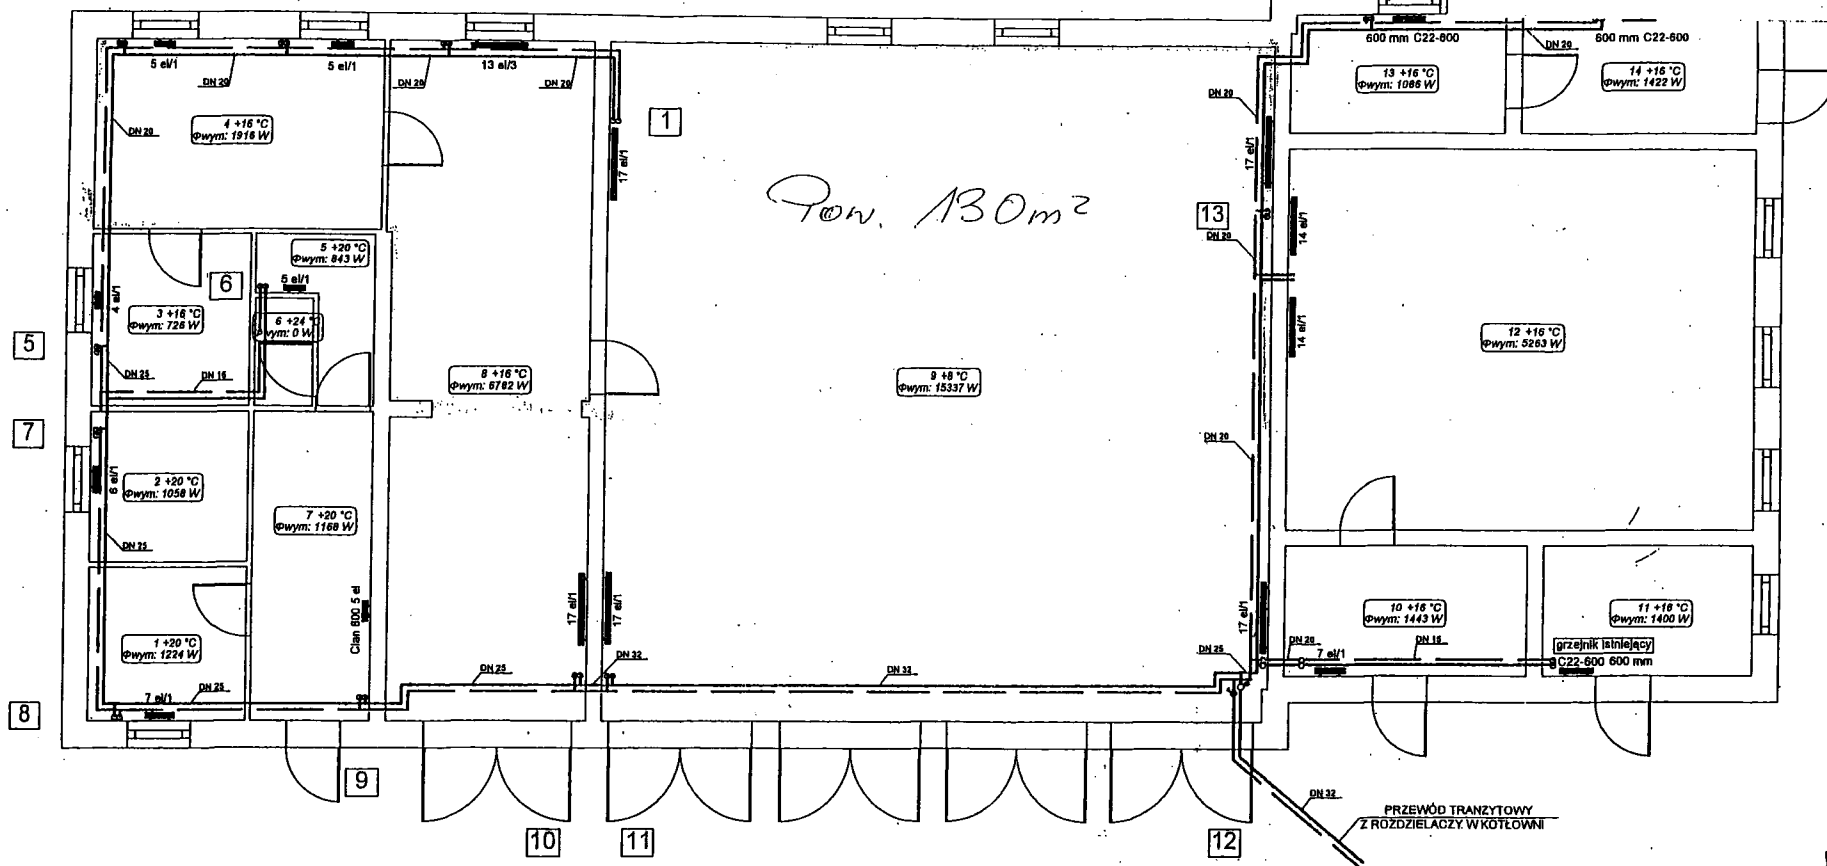 600 mm C22-600
600 mm C22-600
5 el/1
5 el/1
13 el/3
DN 20
DN 20
DN 20
DN 20
DN 20
DN 20
4 +16 °C
Φwym: 1916 W
1
17 el/1
Pow. 130m²
17 el/1
13
DN 20
14 el/1
14 el/1
13 +16 °C
Φwym: 1086 W
14 +16 °C
Φwym: 1422 W
5 +20 °C
Φwym: 843 W
6
5 el/1
4 el/1
3 +16 °C
Φwym: 726 W
6 +24 °C
wym: 0 W
5
DN 25
DN 15
8 +16 °C
Φwym: 6782 W
9 +8 °C
Φwym: 15337 W
12 +16 °C
Φwym: 5263 W
7
DN 20
6 el/1
2 +20 °C
Φwym: 1058 W
7 +20 °C
Φwym: 1168 W
DN 25
Cian 600 5 el
17 el/1
17 el/1
17 el/1
1 +20 °C
Φwym: 1224 W
10 +16 °C
Φwym: 1443 W
11 +16 °C
Φwym: 1400 W
DN 20
DN 15
grzejnik istniejący
7 el/1
C22-600 600 mm
DN 25
DN 32
DN 25
DN 32
7 el/1
DN 25
8
9
DN 32
PRZEWÓD TRANZYTOWY
Z ROZDZIELACZY W KOTŁOWNI
10
11
12